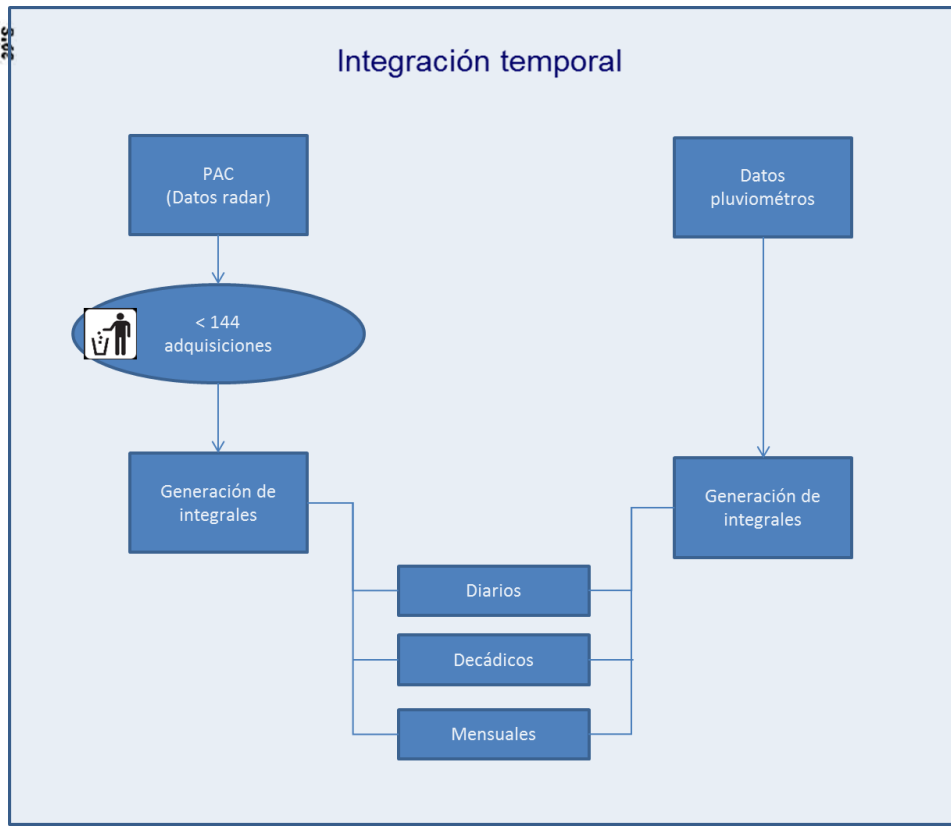 Integración temporal
PAC
(Datos radar)
Datos
pluviométros
< 144
adquisiciones
Generación de
integrales
Generación de
integrales
Diarios
Decádicos
Mensuales